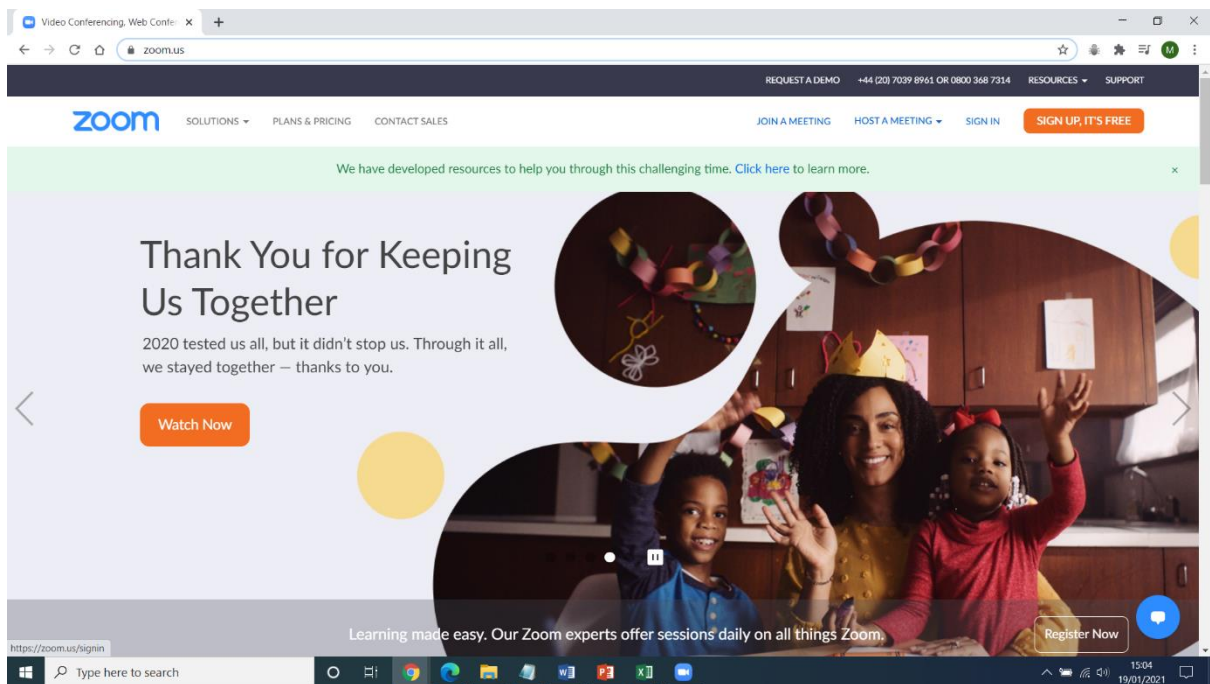 Video Conferencing, Web Confe
zoom.us
REQUEST A DEMO +44 (20) 7039 8961 OR 0800 368 7314 RESOURCES SUPPORT
zoom SOLUTIONS PLANS & PRICING CONTACT SALES JOIN A MEETING HOST A MEETING SIGN IN SIGN UP, IT'S FREE
We have developed resources to help you through this challenging time. Click here to learn more.
Thank You for Keeping
Us Together
2020 tested us all, but it didn't stop us. Through it all,
we stayed together — thanks to you.
Watch Now
Learning made easy. Our Zoom experts offer sessions daily on all things Zoom. Register Now
https://zoom.us/signin
Type here to search
15:04
19/01/2021